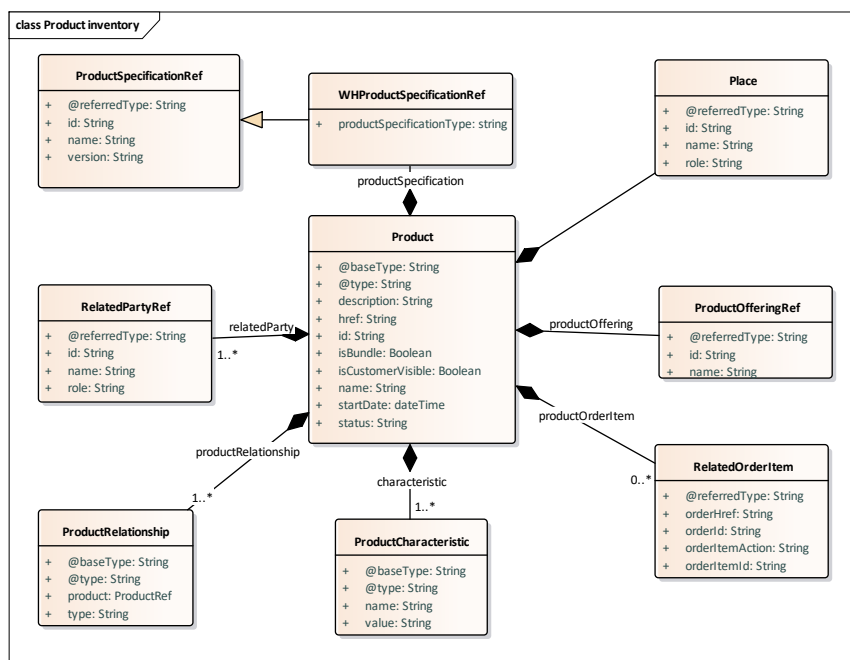 class Product inventory
ProductSpecificationRef
+ @referredType: String
+ id: String
+ name: String
+ version: String
WHProductSpecificationRef
+ productSpecificationType: string
Place
+ @referredType: String
+ id: String
+ name: String
+ role: String
productSpecification
Product
+ @baseType: String
+ @type: String
+ description: String
+ href: String
+ id: String
+ isBundle: Boolean
+ isCustomerVisible: Boolean
+ name: String
+ startDate: dateTime
+ status: String
RelatedPartyRef
+ @referredType: String
+ id: String
+ name: String
+ role: String
relatedParty
1..*
productOffering
ProductOfferingRef
+ @referredType: String
+ id: String
+ name: String
productOrderItem
0..*
RelatedOrderItem
+ @referredType: String
+ orderHref: String
+ orderId: String
+ orderItemAction: String
+ orderItemId: String
productRelationship
1..*
ProductRelationship
+ @baseType: String
+ @type: String
+ product: ProductRef
+ type: String
characteristic
1..*
ProductCharacteristic
+ @baseType: String
+ @type: String
+ name: String
+ value: String